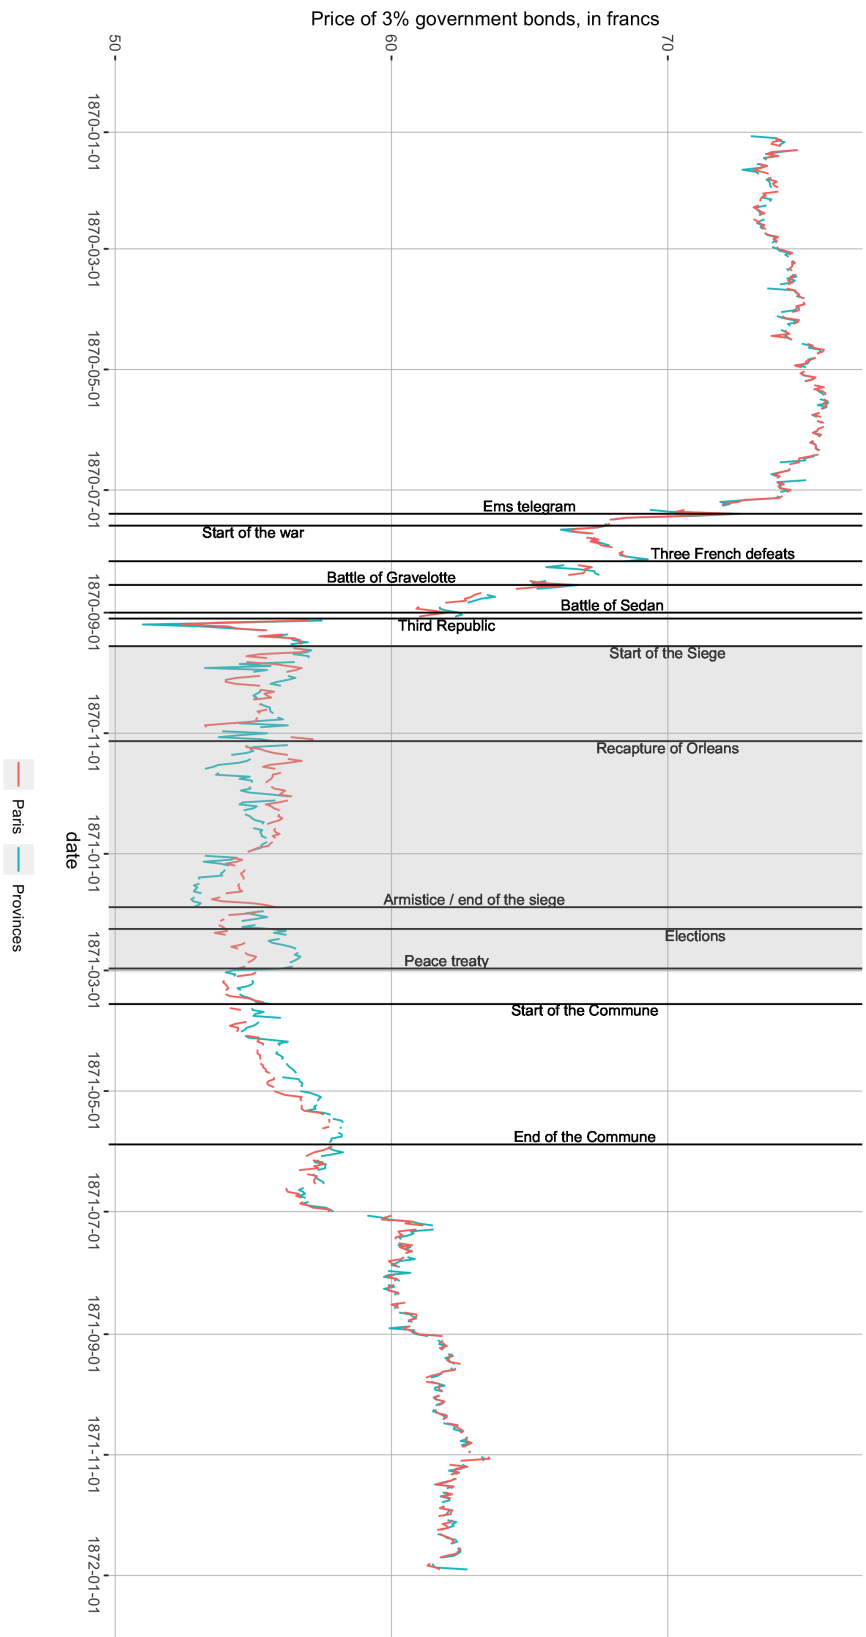 Price of 3% government bonds, in francs
50
60
70
1870-01-01
1870-03-01
1870-05-01
1870-07-01
1870-09-01
1870-11-01
1871-01-01
1871-03-01
1871-05-01
1871-07-01
1871-09-01
1871-11-01
1872-01-01
Ems telegram
Start of the war
Three French defeats
Battle of Gravelotte
Battle of Sedan
Third Republic
Start of the Siege
Recapture of Orleans
Armistice / end of the siege
Elections
Peace treaty
Start of the Commune
End of the Commune
date
Paris
Provinces